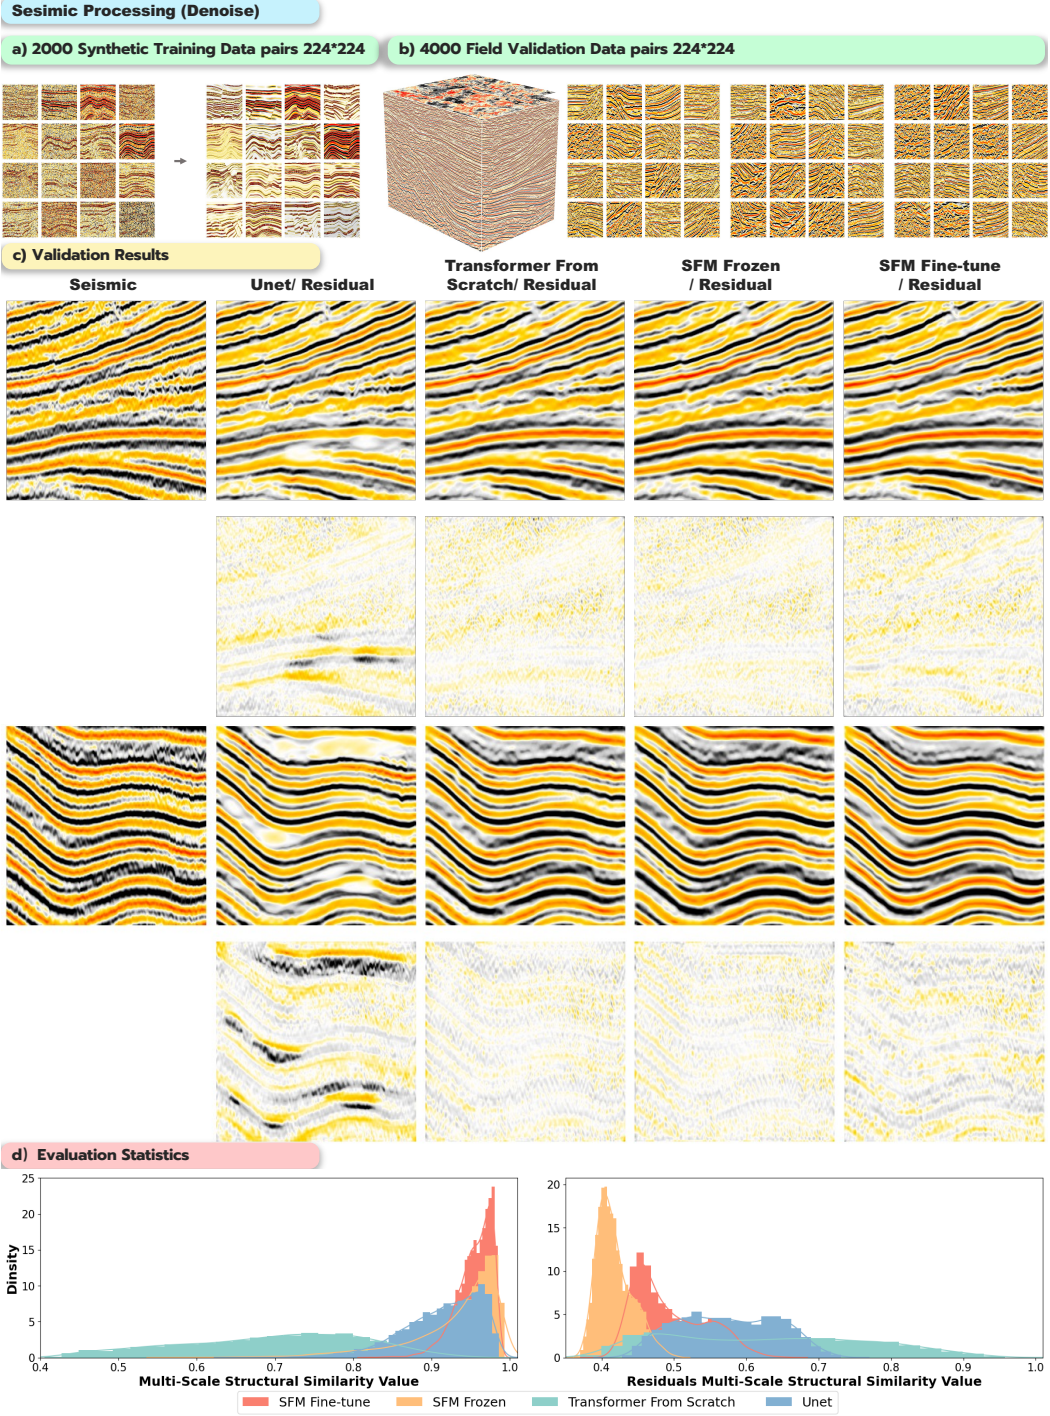 Sesimic Processing (Denoise)
a) 2000 Synthetic Training Data pairs 224*224
b) 4000 Field Validation Data pairs 224*224
c) Validation Results
Seismic
Unet/ Residual
Transformer From
Scratch/ Residual
SFM Frozen
/ Residual
SFM Fine-tune
/ Residual
d) Evaluation Statistics
25
20
15
10
5
0
Dinsity
0.4 0.5 0.6 0.7 0.8 0.9 1.0
Multi-Scale Structural Similarity Value
20
15
10
5
0
0.4 0.5 0.6 0.7 0.8 0.9 1.0
Residuals Multi-Scale Structural Similarity Value
SFM Fine-tune SFM Frozen Transformer From Scratch Unet